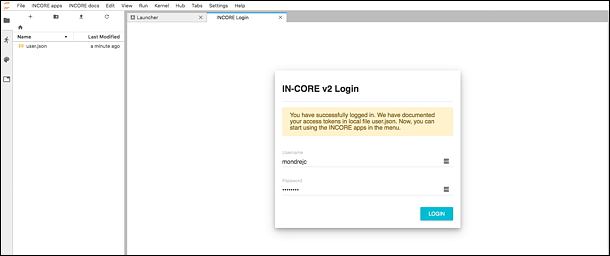 File INCORE apps INCORE docs Edit View Run Kernel Hub Tabs Settings Help
Launcher
INCORE Login
Name Last Modified
user.json a minute ago
IN-CORE v2 Login
You have successfully logged in. We have documented
your access tokens in local file user.json. Now, you can
start using the INCORE apps in the menu.
Username
mondrejc
Password
••••••••
LOGIN